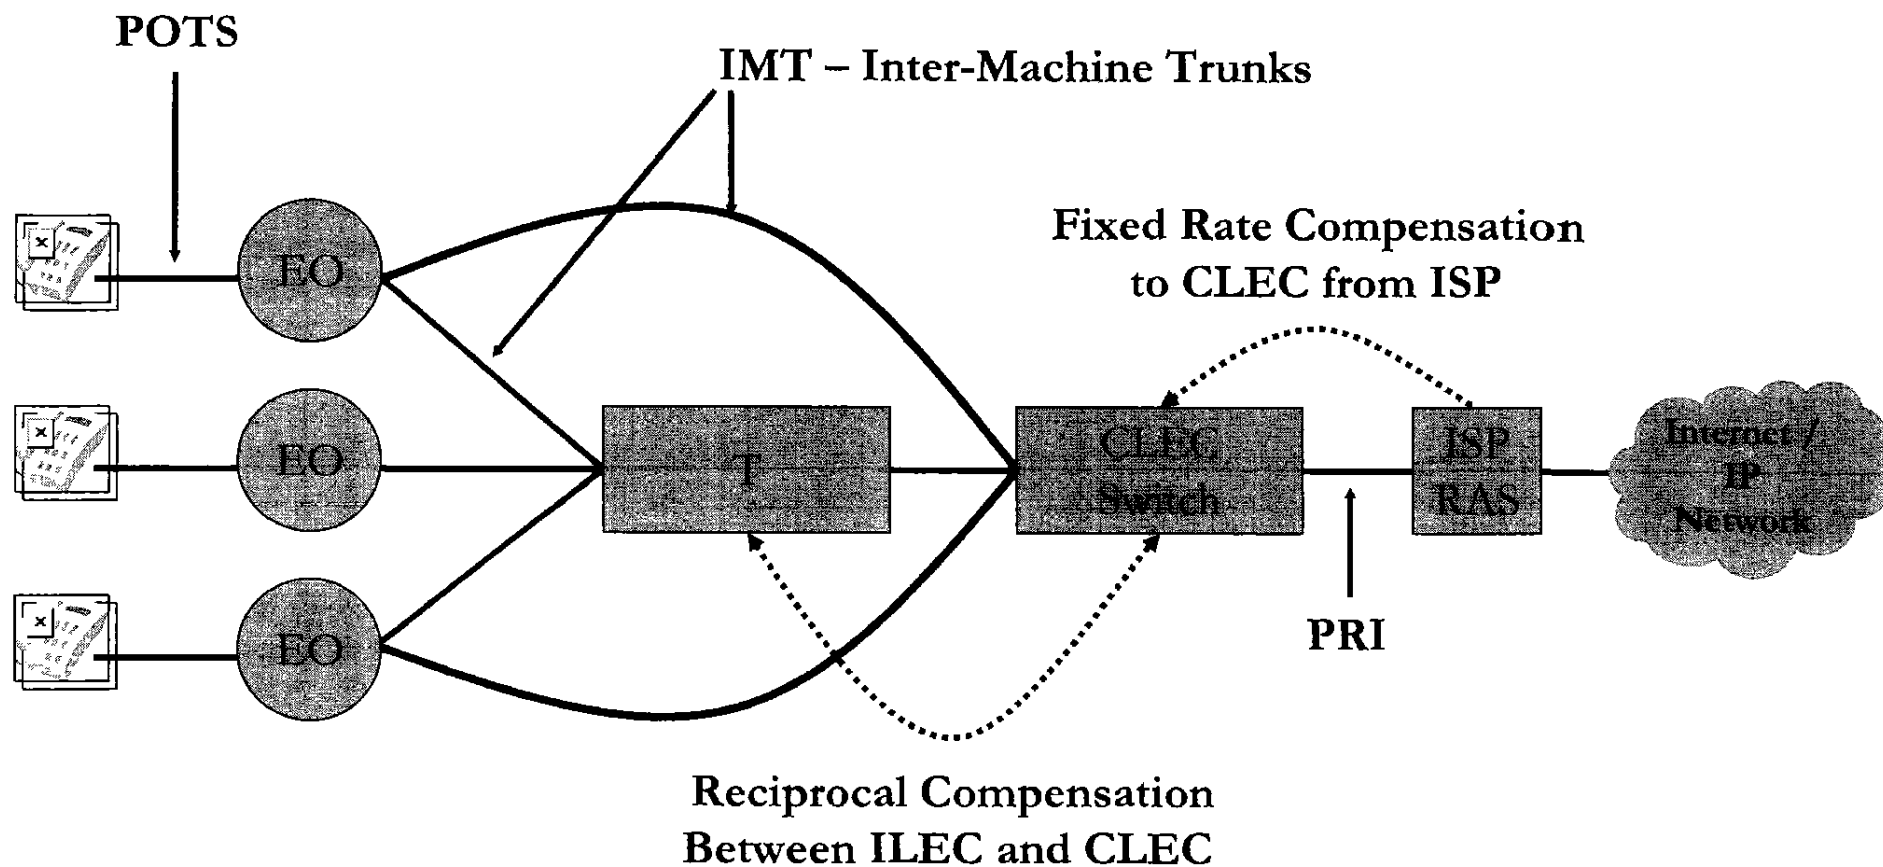 POTS
IMT – Inter-Machine Trunks
Fixed Rate Compensation
to CLEC from ISP
EO
EO
EO
T
CLEC
Switch
ISP
RAS
Internet /
IP
Network
PRI
Reciprocal Compensation
Between ILEC and CLEC